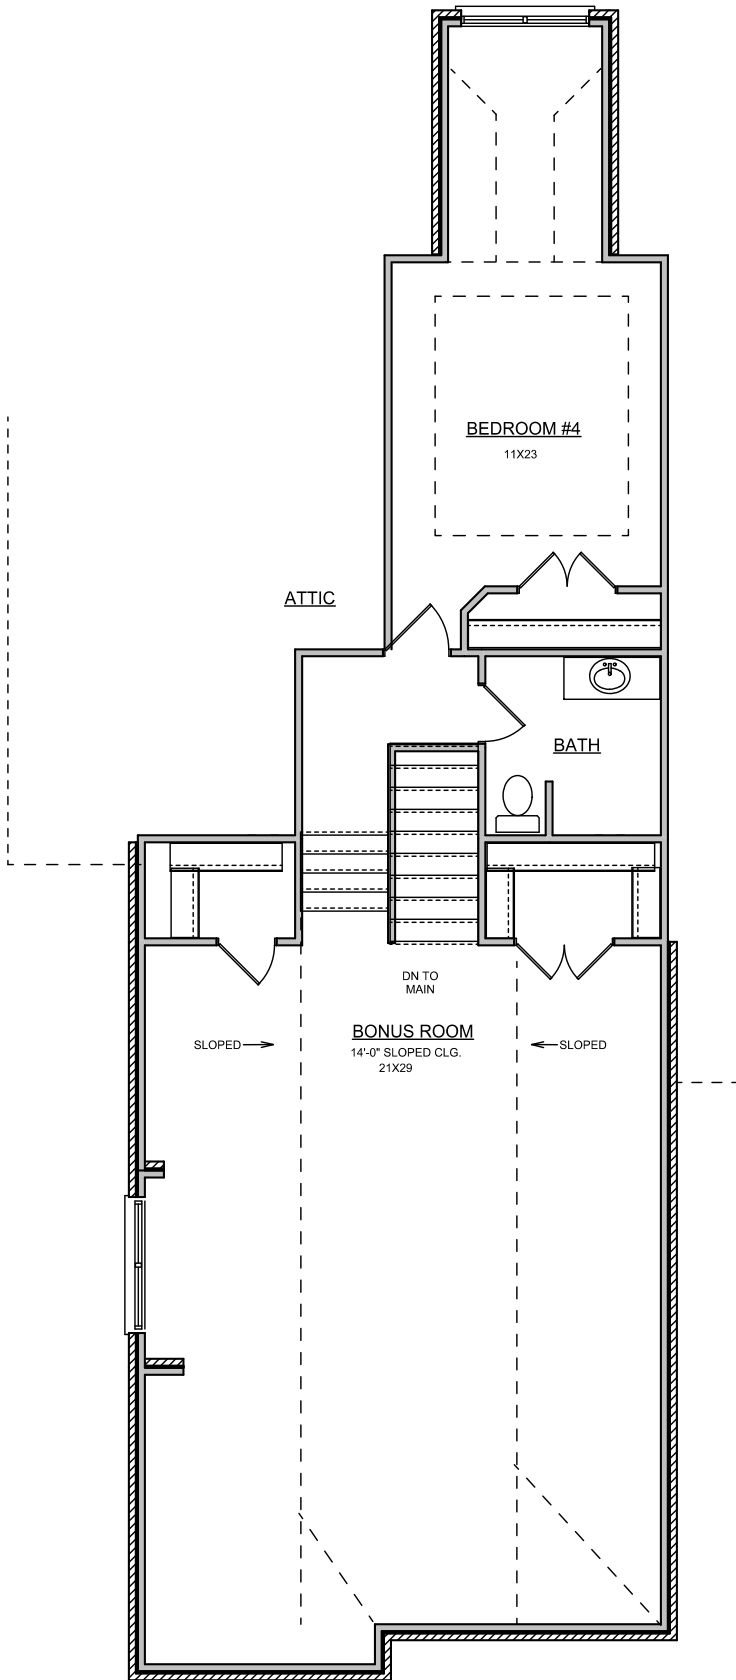 BEDROOM #4
11X23
ATTIC
BATH
DN TO
MAIN
BONUS ROOM
14'-0" SLOPED CLG.
21X29
SLOPED
SLOPED